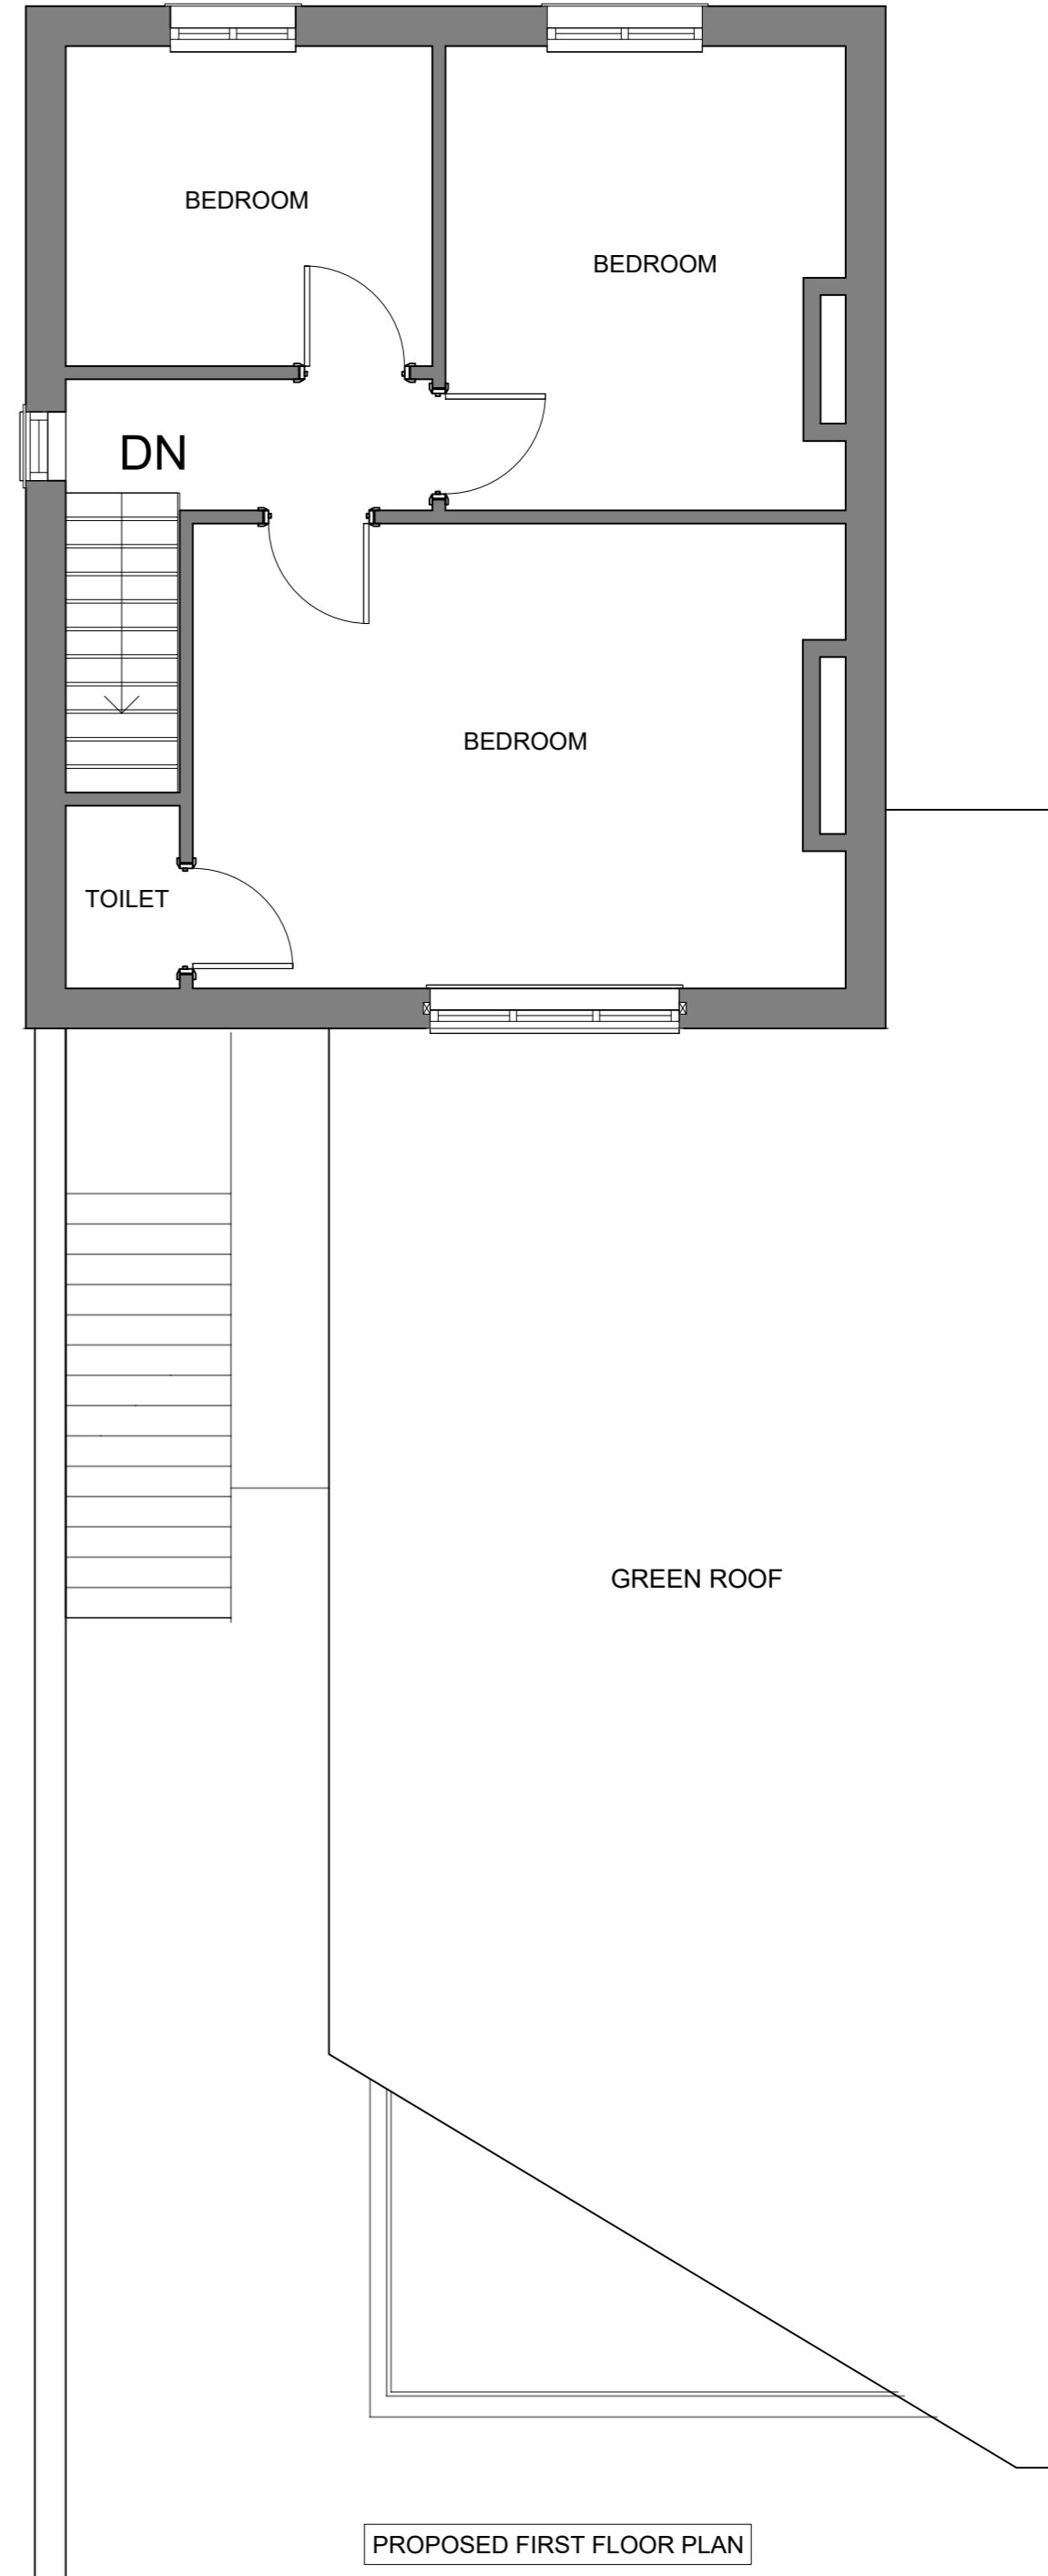 BEDROOM
BEDROOM
DN
BEDROOM
TOILET
GREEN ROOF
PROPOSED FIRST FLOOR PLAN